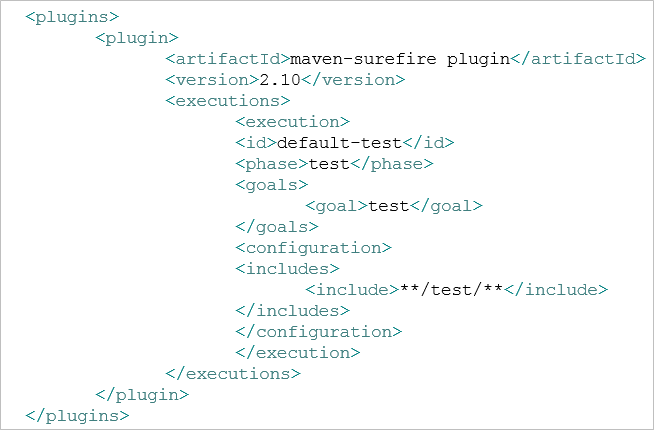 <plugins>
<plugin>
<artifactId>maven-surefire plugin</artifactId>
<version>2.10</version>
<executions>
<execution>
<id>default-test</id>
<phase>test</phase>
<goals>
<goal>test</goal>
</goals>
<configuration>
<includes>
<include>**/test/**</include>
</includes>
</configuration>
</execution>
</executions>
</plugin>
</plugins>